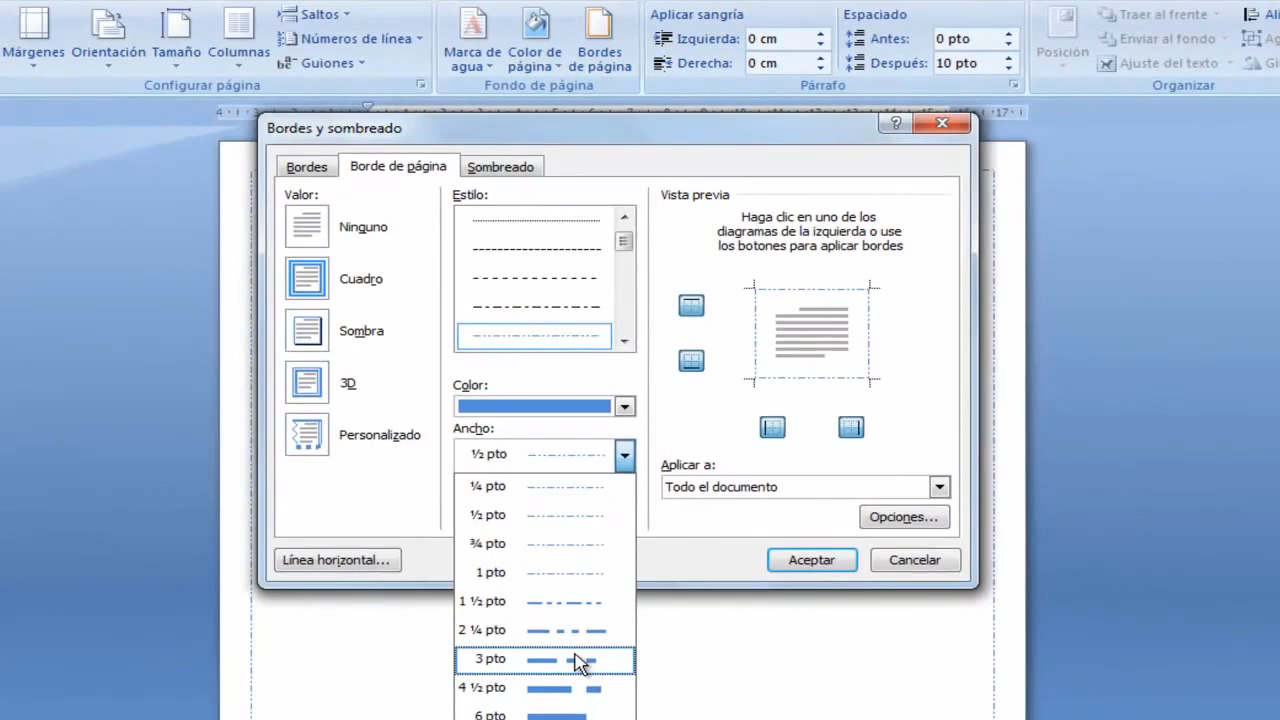 Márgenes
Orientación
Tamaño
Columnas
Saltos
Números de línea
Guiones
Configurar página
Marca de agua
Color de página
Bordes de página
Fondo de página
Aplicar sangría
Izquierda: 0 cm
Derecha: 0 cm
Espaciado
Antes: 0 pto
Después: 10 pto
Párrafo
Posición
Traer al frente
Enviar al fondo
Ajuste del texto
Organizar
Bordes y sombreado
Bordes
Borde de página
Sombreado
Valor:
Ninguno
Cuadro
Sombra
3D
Personalizado
Estilo:
Color:
Ancho:
½ pto
¼ pto
½ pto
¾ pto
1 pto
1 ½ pto
2 ¼ pto
3 pto
4 ½ pto
6 pto
Vista previa
Haga clic en uno de los
diagramas de la izquierda o use
los botones para aplicar bordes
Aplicar a:
Todo el documento
Opciones...
Línea horizontal...
Aceptar
Cancelar